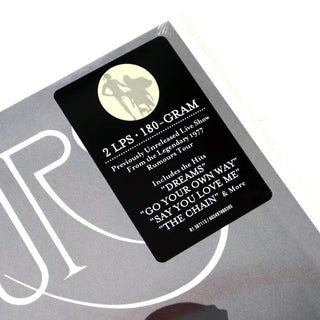 2 LPS · 180-GRAM
Previously Unreleased Live Show
From the Legendary 1977
Rumours Tour
Includes the Hits
"DREAMS"
"GO YOUR OWN WAY"
"SAY YOU LOVE ME"
"THE CHAIN" & More